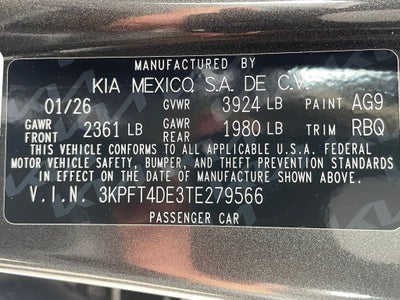 MANUFACTURED BY
KIA MEXICO S.A. DE C.V.
01/26 GVWR 3924 LB PAINT AG9
GAWR FRONT 2361 LB GAWR REAR 1980 LB TRIM RBQ
THIS VEHICLE CONFORMS TO ALL APPLICABLE U.S.A. FEDERAL
MOTOR VEHICLE SAFETY, BUMPER, AND THEFT PREVENTION STANDARDS
IN EFFECT ON THE DATE OF MANUFACTURE SHOWN ABOVE.
V.I.N. 3KPFT4DE3TE279566
PASSENGER CAR